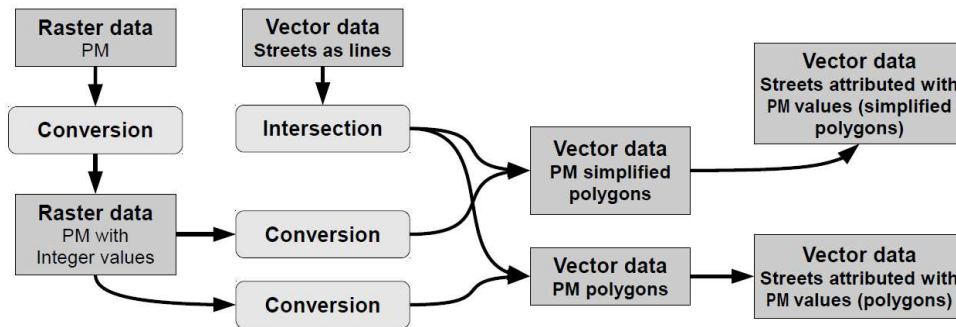 Raster data
PM
Vector data
Streets as lines
Vector data
Streets attributed with
PM values (simplified
polygons)
Conversion
Intersection
Vector data
PM simplified
polygons
Raster data
PM with
Integer values
Conversion
Conversion
Vector data
PM polygons
Vector data
Streets attributed with
PM values (polygons)